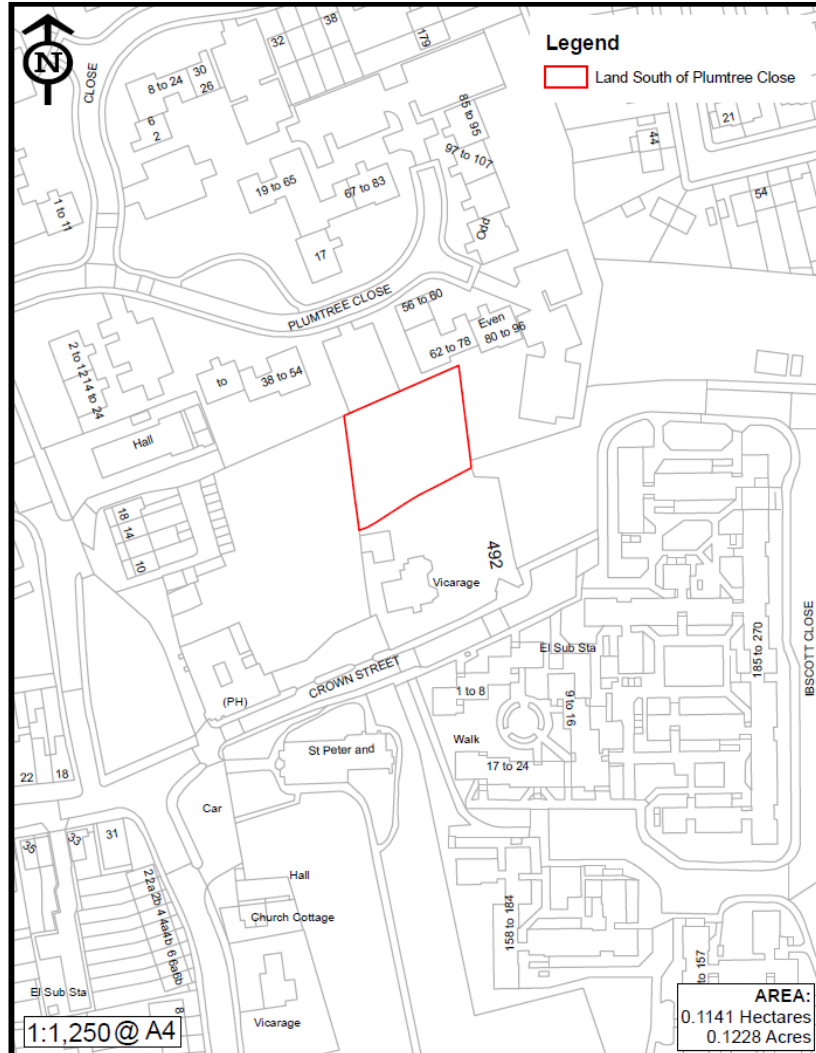 N
CLOSE
8 to 24
30
26
6
2
32
38
179
Legend
Land South of Plumtree Close
85 to 95
97 to 107
21
44
54
1 to 11
19 to 65
67 to 83
17
Odd
PLUMTREE CLOSE
56 to 60
Even
62 to 78
80 to 96
2 to 12
14 to 24
to
38 to 54
Hall
18
14
10
492
Vicarage
CROWN STREET
El Sub Sta
185 to 270
IBSCOTT CLOSE
(PH)
1 to 8
9 to 16
Walk
17 to 24
St Peter and
22
18
Car
35
33
31
2 2a 2b 4 4a4b 6 6a6b
8
Hall
Church Cottage
158 to 184
to 157
El Sub Sta
Vicarage
1:1,250 @ A4
AREA:
0.1141 Hectares
0.1228 Acres